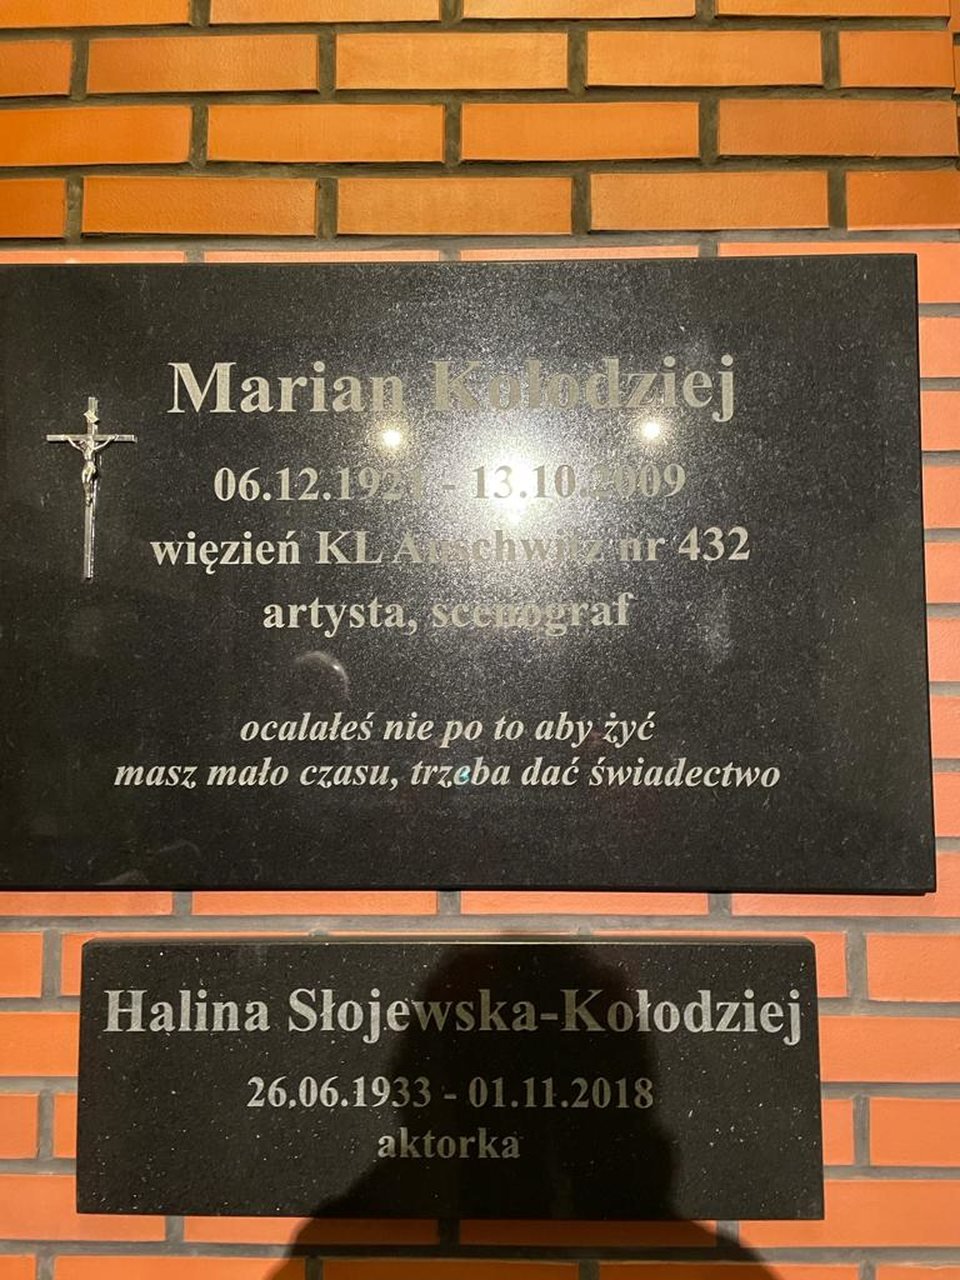 Marian Kołodziej
06.12.1921 - 13.10.2009
więzień KL Auschwitz nr 432
artysta, scenograf
ocalałeś nie po to aby żyć
masz mało czasu, trzeba dać świadectwo
Halina Słojewska-Kołodziej
26.06.1933 - 01.11.2018
aktorka